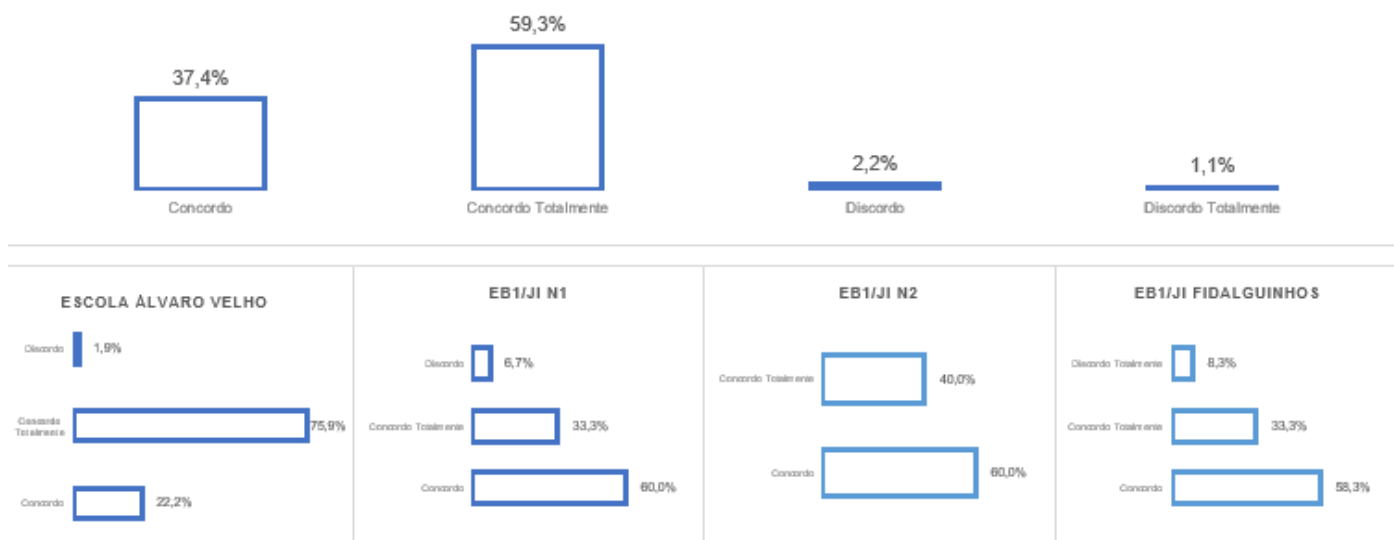 59,3%
37,4%
2,2%
1,1%
Concordo
Concordo Totalmente
Discordo
Discordo Totalmente
ESCOLA ÁLVARO VELHO
Discordo
1,9%
Concordo
Totalmente
75,9%
Concordo
22,2%
EB1/JI N1
Discordo
6,7%
Concordo Totalmente
33,3%
Concordo
60,0%
EB1/JI N2
Concordo Totalmente
40,0%
Concordo
60,0%
EB1/JI FIDALGUINHOS
Discordo Totalmente
8,3%
Concordo Totalmente
33,3%
Concordo
58,3%